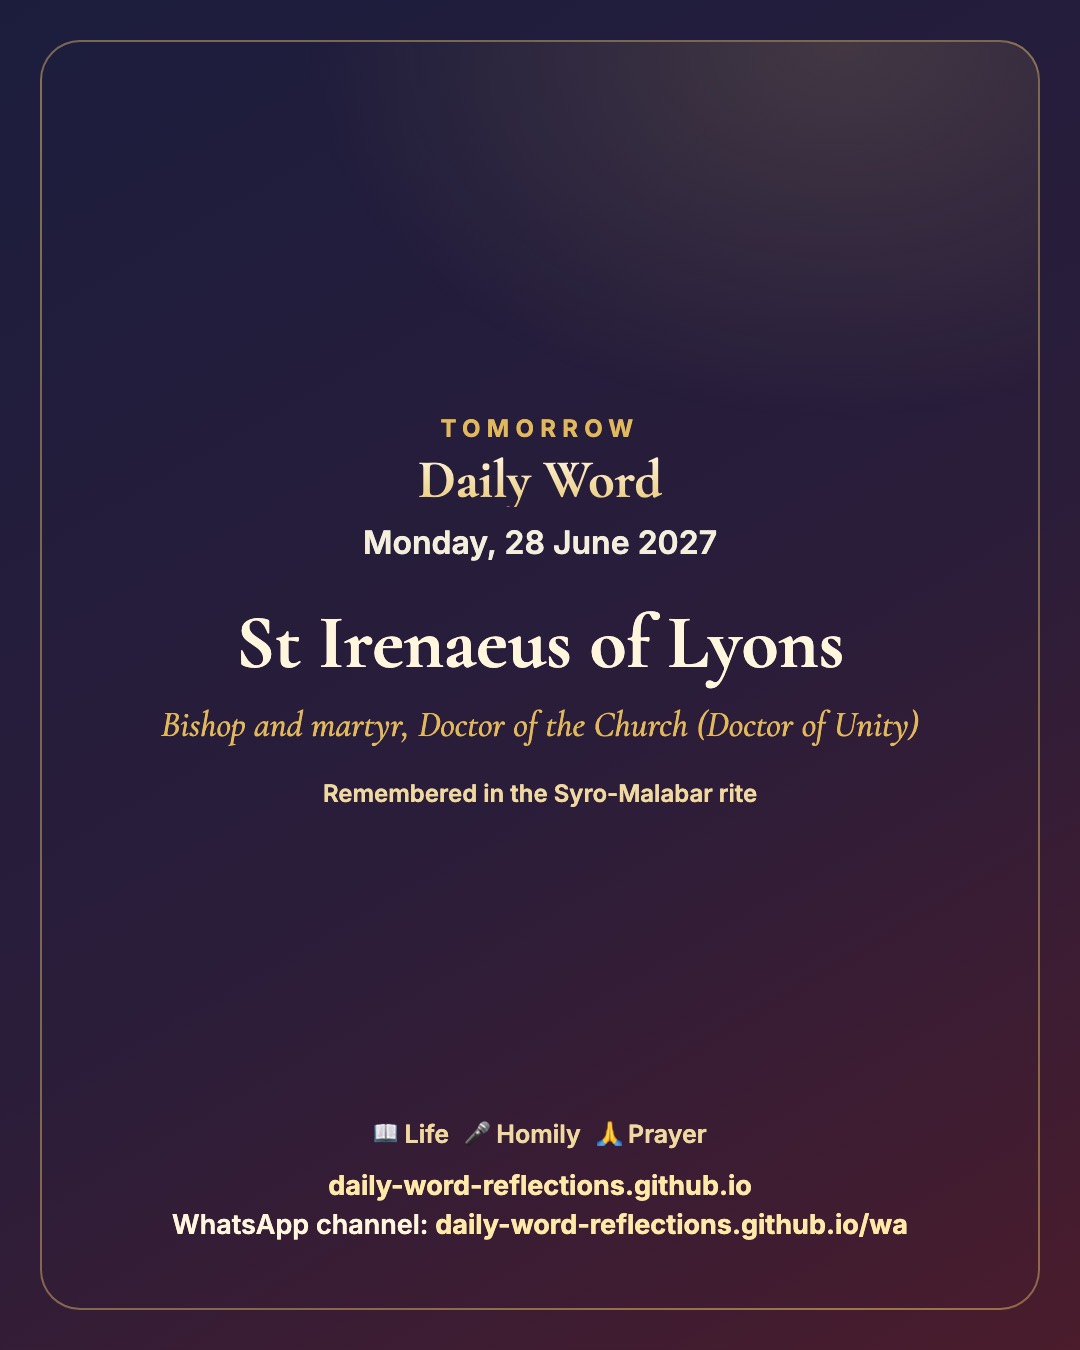 TOMORROW
Daily Word
Monday, 28 June 2027
St Irenaeus of Lyons
Bishop and martyr, Doctor of the Church (Doctor of Unity)
Remembered in the Syro-Malabar rite
📖 Life 🎤 Homily 🙏 Prayer
daily-word-reflections.github.io
WhatsApp channel: daily-word-reflections.github.io/wa